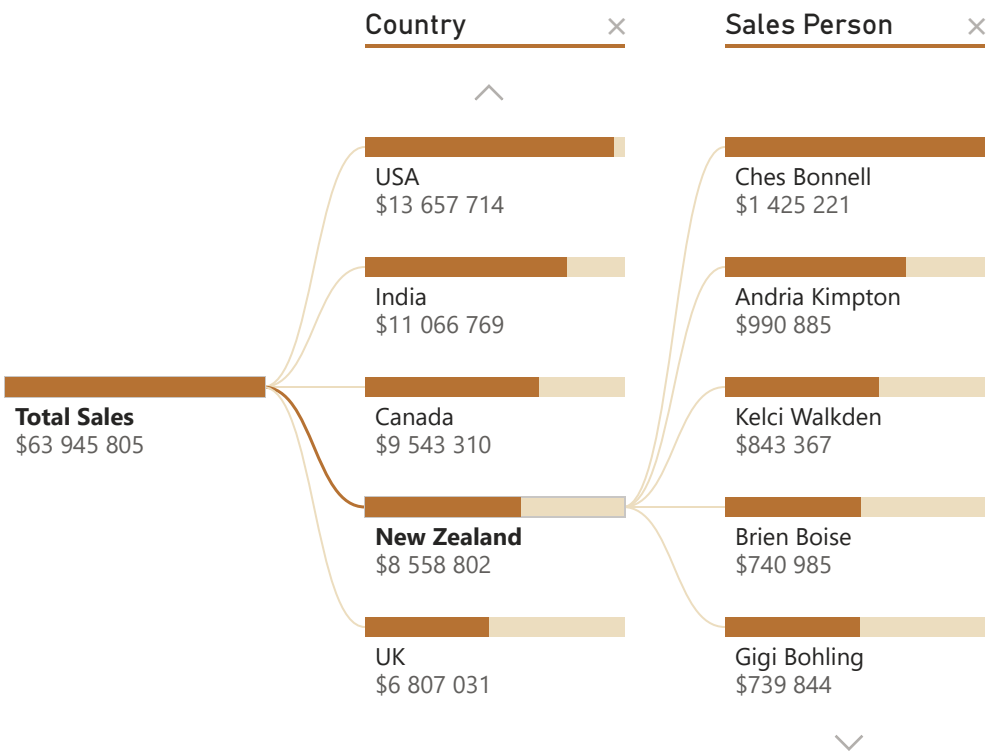 Country
Sales Person
USA
$13 657 714
India
$11 066 769
Total Sales
$63 945 805
Canada
$9 543 310
New Zealand
$8 558 802
UK
$6 807 031
Ches Bonnell
$1 425 221
Andria Kimpton
$990 885
Kelci Walkden
$843 367
Brien Boise
$740 985
Gigi Bohling
$739 844